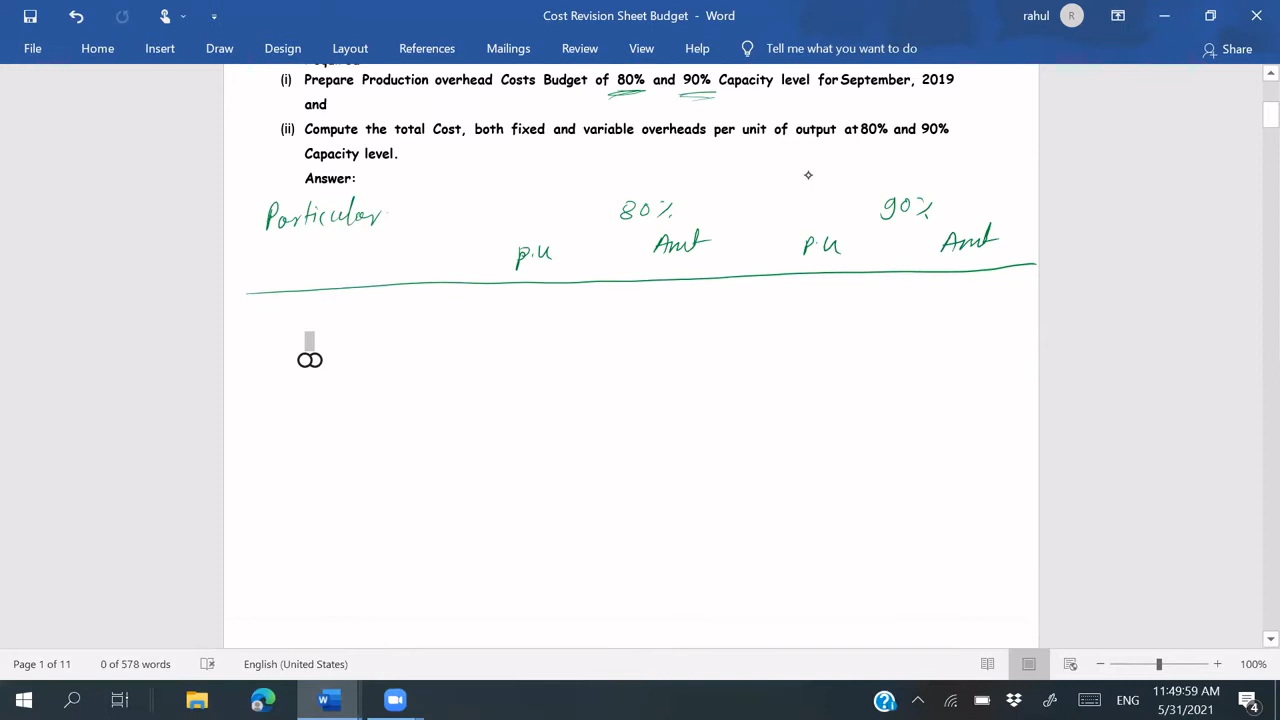 Cost Revision Sheet Budget - Word
rahul
R
File Home Insert Draw Design Layout References Mailings Review View Help Tell me what you want to do Share
(i) Prepare Production overhead Costs Budget of 80% and 90% Capacity level for September, 2019
and
(ii) Compute the total Cost, both fixed and variable overheads per unit of output at 80% and 90%
Capacity level.
Answer:
Particular 80% 90%
p.u Amt p.u Amt
Page 1 of 11 0 of 578 words English (United States) 100%
ENG 11:49:59 AM
5/31/2021
4